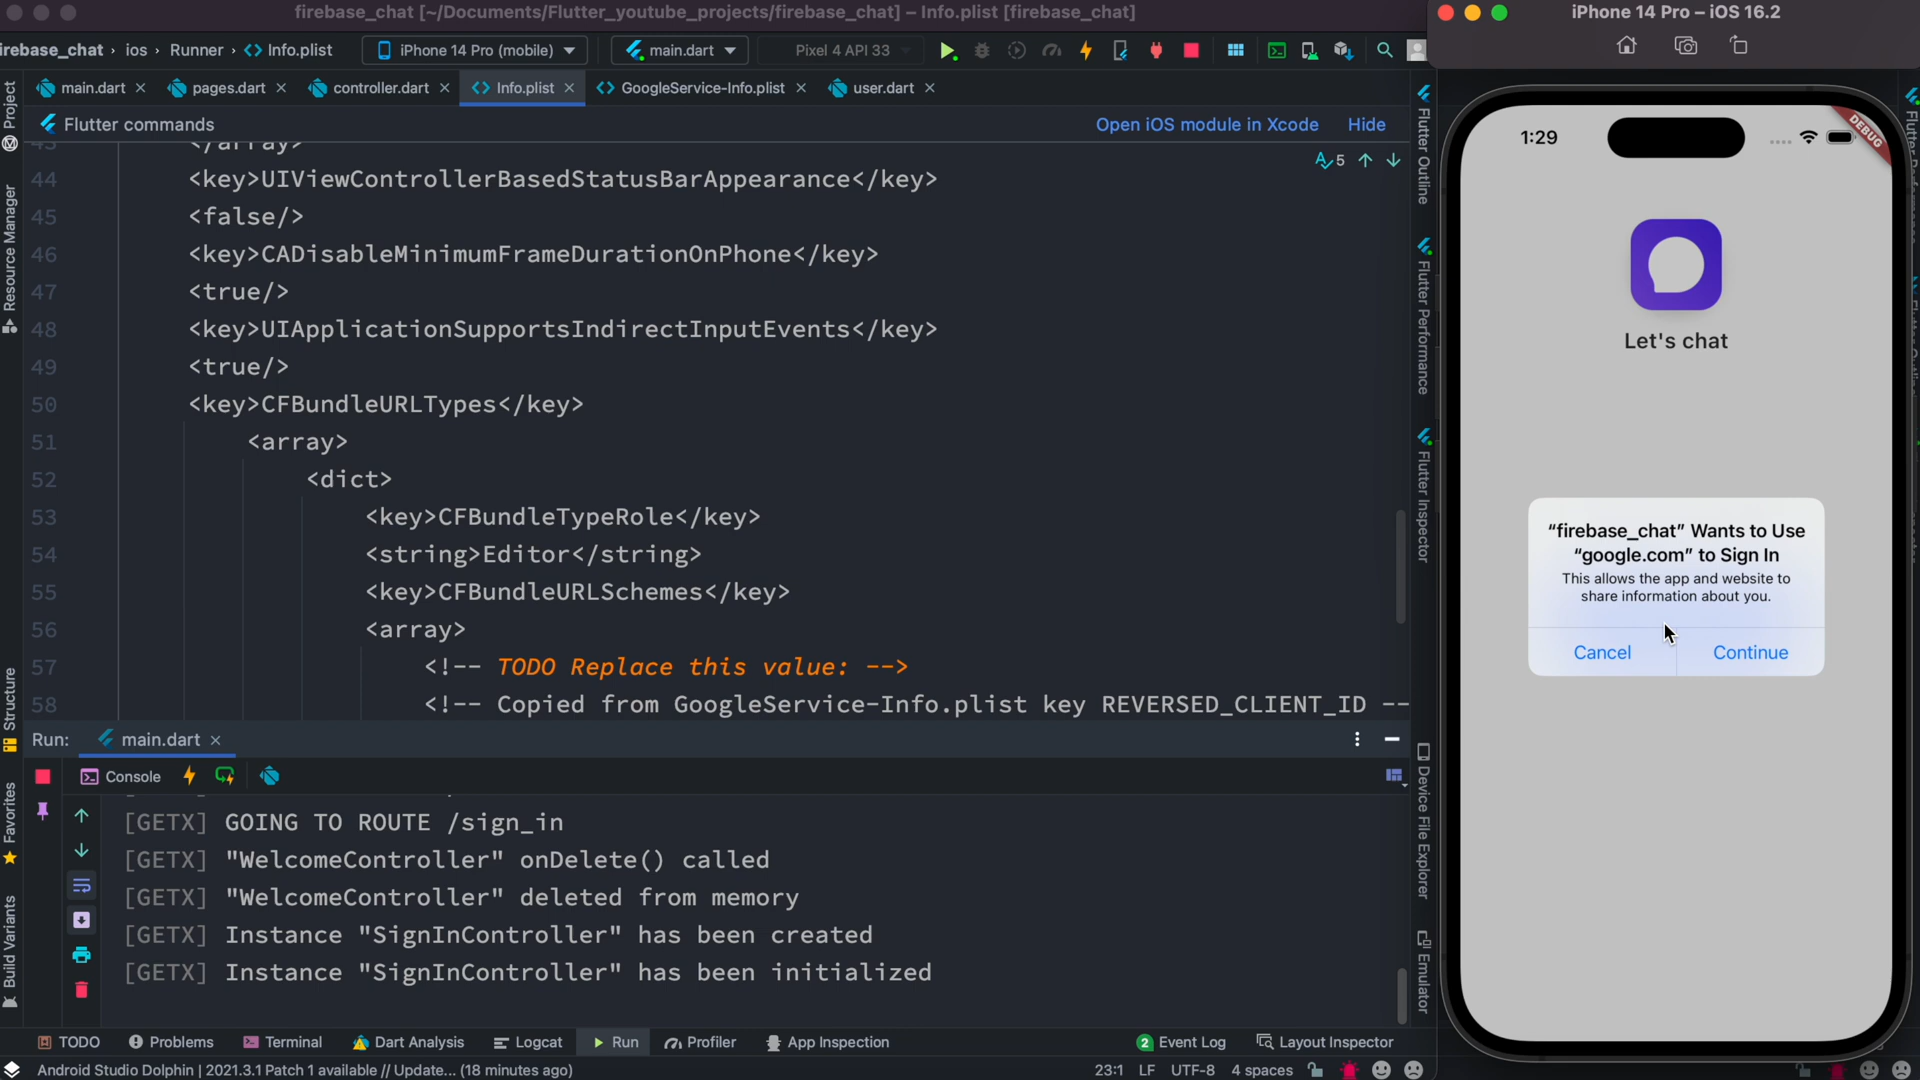 firebase_chat [~/Documents/Flutter_youtube_projects/firebase_chat] – Info.plist [firebase_chat]
irebase_chat
ios
Runner
Info.plist
iPhone 14 Pro (mobile)
main.dart
Pixel 4 API 33
main.dart
pages.dart
controller.dart
Info.plist
GoogleService-Info.plist
user.dart
Flutter commands
Open iOS module in Xcode
Hide
5
</array>
44 <key>UIViewControllerBasedStatusBarAppearance</key>
45 <false/>
46 <key>CADisableMinimumFrameDurationOnPhone</key>
47 <true/>
48 <key>UIApplicationSupportsIndirectInputEvents</key>
49 <true/>
50 <key>CFBundleURLTypes</key>
51 <array>
52 <dict>
53 <key>CFBundleTypeRole</key>
54 <string>Editor</string>
55 <key>CFBundleURLSchemes</key>
56 <array>
57 <!-- TODO Replace this value: -->
58 <!-- Copied from GoogleService-Info.plist key REVERSED_CLIENT_ID --
Run:
main.dart
Console
[GETX] GOING TO ROUTE /sign_in
[GETX] "WelcomeController" onDelete() called
[GETX] "WelcomeController" deleted from memory
[GETX] Instance "SignInController" has been created
[GETX] Instance "SignInController" has been initialized
TODO
Problems
Terminal
Dart Analysis
Logcat
Run
Profiler
App Inspection
2 Event Log
Layout Inspector
Android Studio Dolphin | 2021.3.1 Patch 1 available // Update... (18 minutes ago)
23:1
LF
UTF-8
4 spaces
Project
Resource Manager
Structure
Favorites
Build Variants
Flutter Outline
Flutter Performance
Flutter Inspector
Device File Explorer
Emulator
iPhone 14 Pro – iOS 16.2
1:29
DEBUG
Let's chat
“firebase_chat” Wants to Use
“google.com” to Sign In
This allows the app and website to
share information about you.
Cancel
Continue